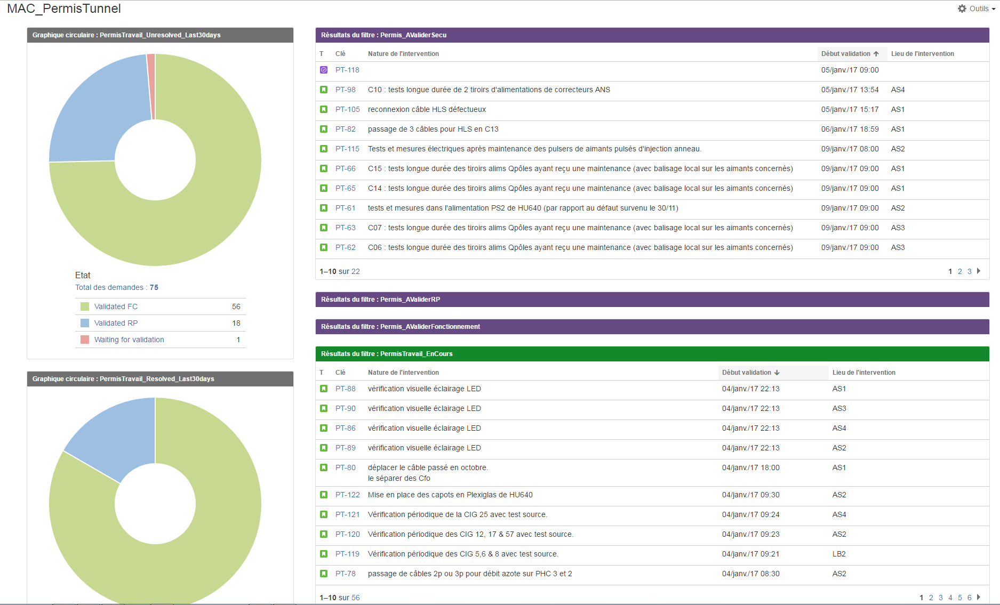 MAC_PermisTunnel
Outils
Graphique circulaire : PermisTravail_Unresolved_Last30days
Etat
Total des demandes : 75
Validated FC 56
Validated RP 18
Waiting for validation 1
Graphique circulaire : PermisTravail_Resolved_Last30days
Résultats du filtre : Permis_AValiderSecu
T Clé Nature de l'intervention Début validation Lieu de l'intervention
PT-118 05/janv./17 09:00
PT-98 C10 : tests longue durée de 2 tiroirs d'alimentations de correcteurs ANS 05/janv./17 13:54 AS4
PT-105 reconnexion câble HLS défectueux 05/janv./17 15:17 AS1
PT-82 passage de 3 câbles pour HLS en C13 06/janv./17 18:59 AS1
PT-115 Tests et mesures électriques après maintenance des pulsers de aimants pulsés d'injection anneau. 09/janv./17 08:00 AS2
PT-66 C15 : tests longue durée des tiroirs alims Qpôles ayant reçu une maintenance (avec balisage local sur les aimants concernés) 09/janv./17 09:00 AS1
PT-65 C14 : tests longue durée des tiroirs alims Qpôles ayant reçu une maintenance (avec balisage local sur les aimants concernés) 09/janv./17 09:00 AS1
PT-61 tests et mesures dans l'alimentation PS2 de HU640 (par rapport au défaut survenu le 30/11) 09/janv./17 09:00 AS2
PT-63 C07 : tests longue durée des tiroirs alims Qpôles ayant reçu une maintenance (avec balisage local sur les aimants concernés) 09/janv./17 09:00 AS3
PT-62 C06 : tests longue durée des tiroirs alims Qpôles ayant reçu une maintenance (avec balisage local sur les aimants concernés) 09/janv./17 09:00 AS3
1–10 sur 22 1 2 3
Résultats du filtre : Permis_AValiderRP
Résultats du filtre : Permis_AValiderFonctionnement
Résultats du filtre : PermisTravail_EnCours
T Clé Nature de l'intervention Début validation Lieu de l'intervention
PT-88 vérification visuelle éclairage LED 04/janv./17 22:13 AS1
PT-90 vérification visuelle éclairage LED 04/janv./17 22:13 AS3
PT-86 vérification visuelle éclairage LED 04/janv./17 22:13 AS4
PT-89 vérification visuelle éclairage LED 04/janv./17 22:13 AS2
PT-80 déplacer le câble passé en octobre. 04/janv./17 18:00 AS1
le séparer des Cfo
PT-122 Mise en place des capots en Plexiglas de HU640 04/janv./17 09:30 AS2
PT-121 Vérification périodique de la CIG 25 avec test source. 04/janv./17 09:24 AS4
PT-120 Vérification périodique des CIG 12, 17 & 57 avec test source. 04/janv./17 09:23 AS2
PT-119 Vérification périodique des CIG 5,6 & 8 avec test source. 04/janv./17 09:21 LB2
PT-78 passage de câbles 2p ou 3p pour débit azote sur PHC 3 et 2 04/janv./17 08:30 AS2
1–10 sur 56 1 2 3 4 5 6